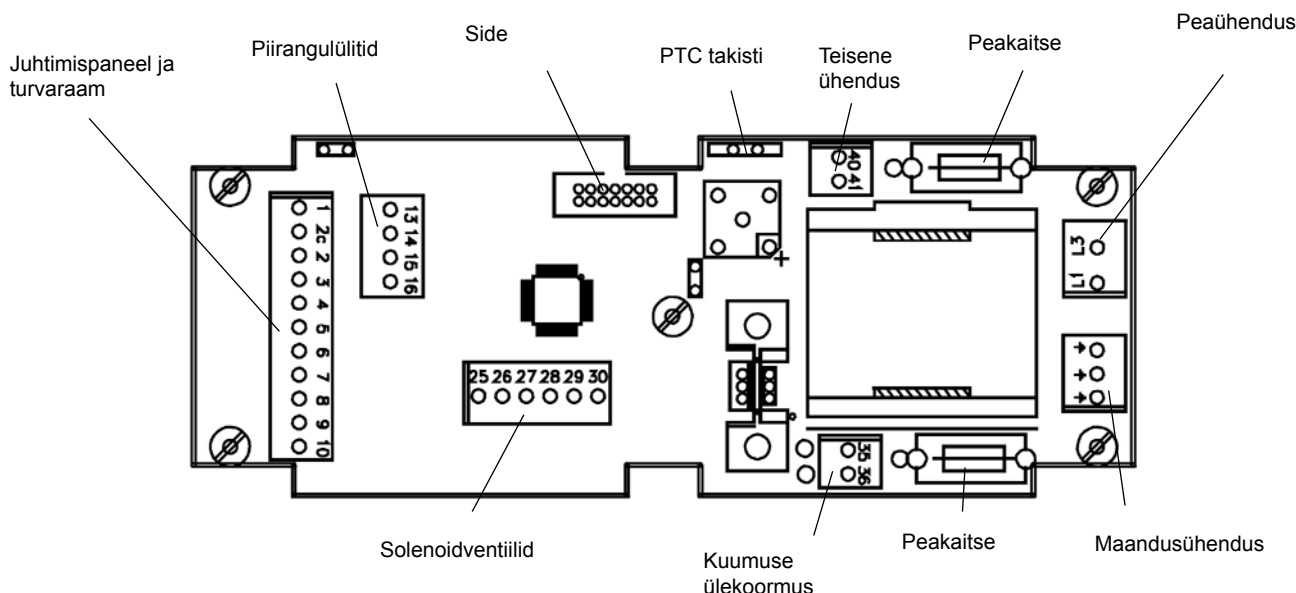 Juhtimispaneel ja
turvaraam
Piirangulülitid
Side
PTC takisti
Teisene
ühendus
Peakaitse
Peaühendus
1
2c
2
3
4
5
6
7
8
9
10
13
14
15
16
25 26 27 28 29 30
40
41
+
L3
L1
35
36
Solenoidventiilid
Kuumuse
ülekoormus
Peakaitse
Maandusühendus